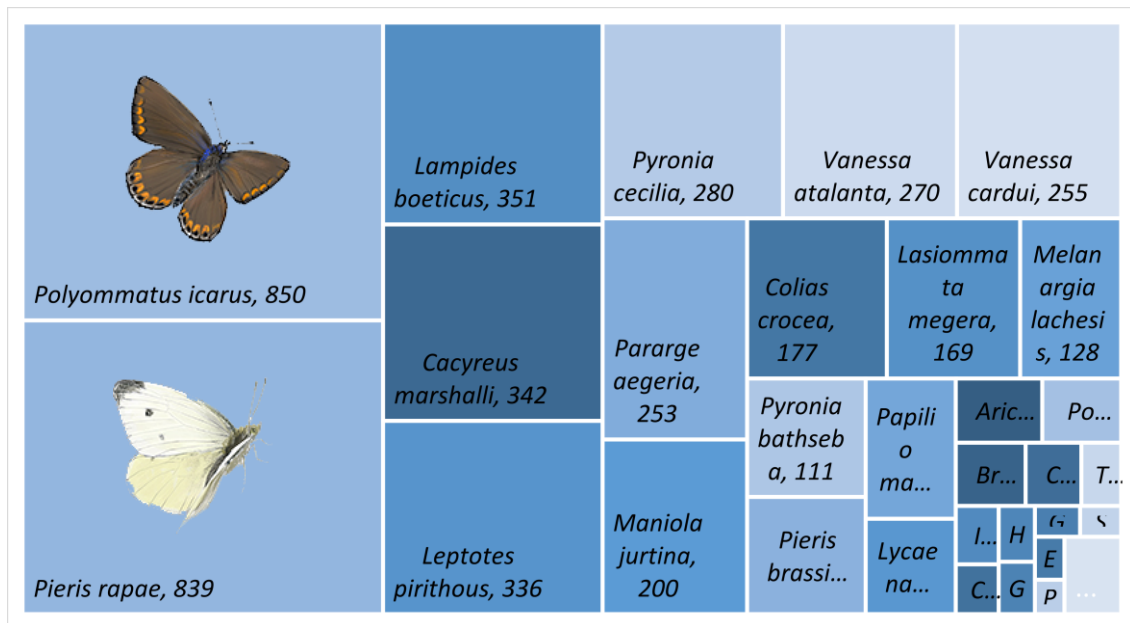 Polyommatus icarus, 850
Pieris rapae, 839
Lampides
boeticus, 351
Cacyreus
marshalli, 342
Leptotes
pirithous, 336
Pyronia
cecilia, 280
Vanessa
atalanta, 270
Vanessa
cardui, 255
Pararge
aegeria,
253
Maniola
jurtina,
200
Colias
crocea,
177
Lasiomma
ta
megera,
169
Melan
argia
lachesi
s, 128
Pyronia
bathseb
a, 111
Pieris
brassi...
Papili
o
ma...
Lycae
na...
Aric...
Po...
Br...
C...
T...
I...
H
G
S
C...
G
E
P
...